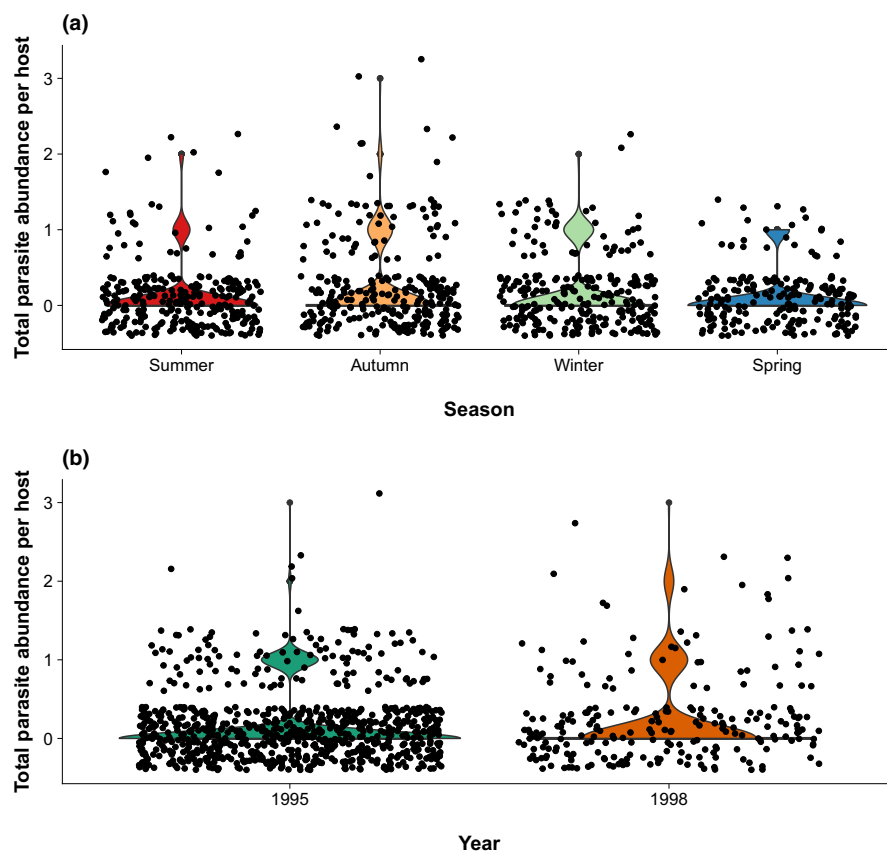 (a)
Total parasite abundance per host
3
2
1
0
Summer Autumn Winter Spring
Season
(b)
Total parasite abundance per host
3
2
1
0
1995 1998
Year